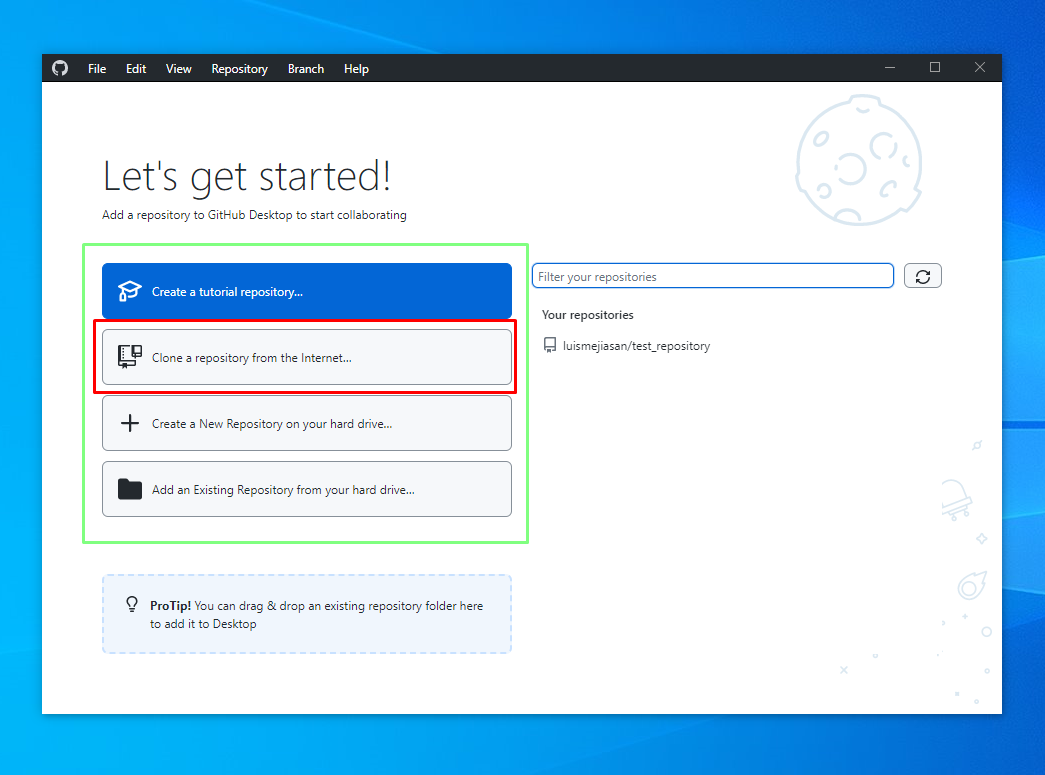 File Edit View Repository Branch Help
Let's get started!
Add a repository to GitHub Desktop to start collaborating
Create a tutorial repository...
Clone a repository from the Internet...
Create a New Repository on your hard drive...
Add an Existing Repository from your hard drive...
ProTip! You can drag & drop an existing repository folder here
to add it to Desktop
Filter your repositories
Your repositories
luismejiasan/test_repository